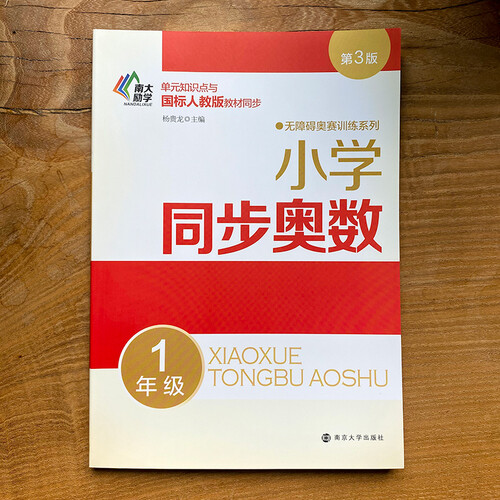 第3版
南大
励学
NANDALIXUE
单元知识点与
国标人教版教材同步
杨贵龙⊙主编
无障碍奥赛训练系列
小学
同步奥数
1
年级
XIAOXUE
TONGBU AOSHU
南京大学出版社